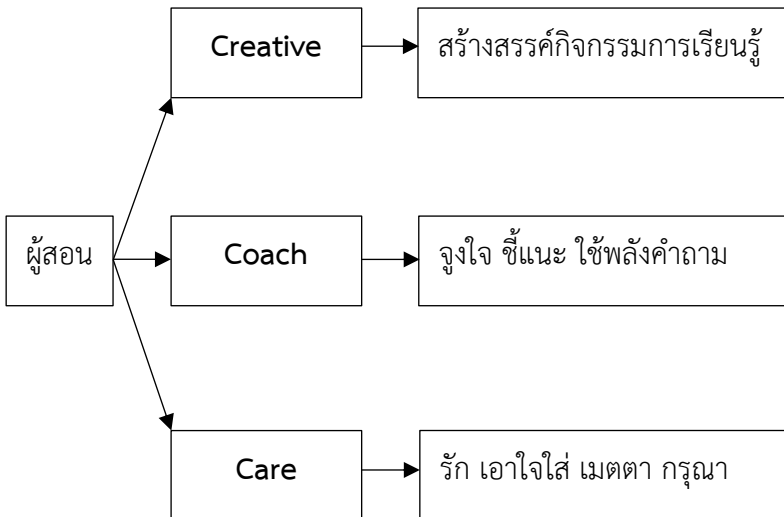 Creative
สร้างสรรค์กิจกรรมการเรียนรู้
ผู้สอน
Coach
จูงใจ ชี้แนะ ใช้พลังคำถาม
Care
รัก เอาใจใส่ เมตตา กรุณา